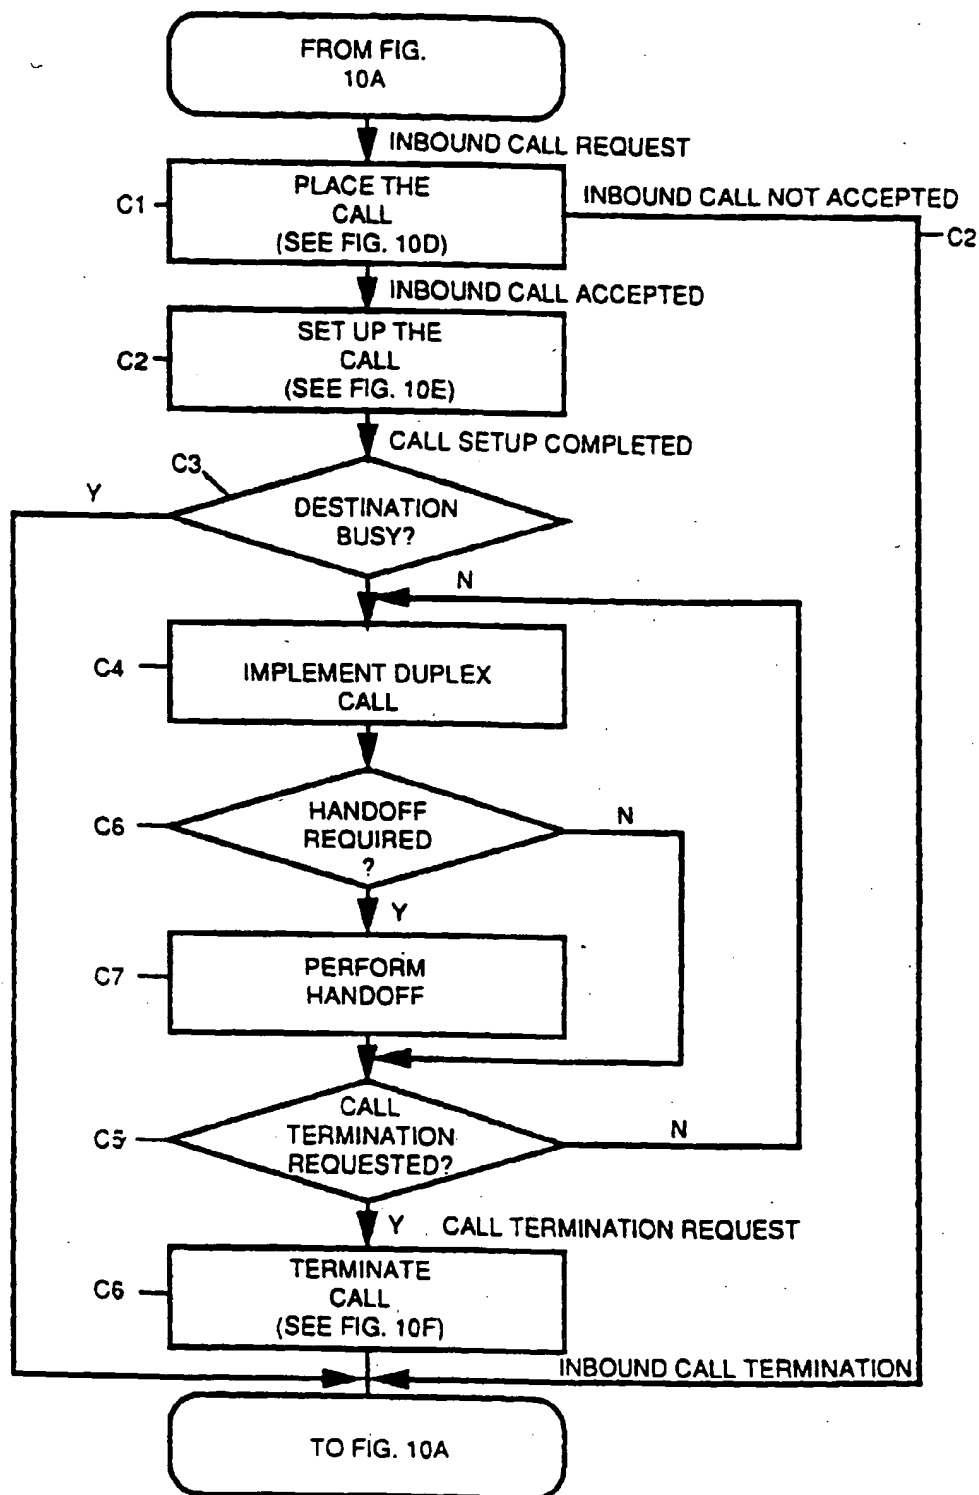 FROM FIG.
10A
INBOUND CALL REQUEST
C1
PLACE THE
CALL
(SEE FIG. 10D)
INBOUND CALL NOT ACCEPTED
C2
INBOUND CALL ACCEPTED
C2
SET UP THE
CALL
(SEE FIG. 10E)
CALL SETUP COMPLETED
C3
Y
DESTINATION
BUSY?
N
C4
IMPLEMENT DUPLEX
CALL
C6
HANDOFF
REQUIRED
?
N
Y
C7
PERFORM
HANDOFF
C5
CALL
TERMINATION
REQUESTED?
N
Y
CALL TERMINATION REQUEST
C6
TERMINATE
CALL
(SEE FIG. 10F)
INBOUND CALL TERMINATION
TO FIG. 10A